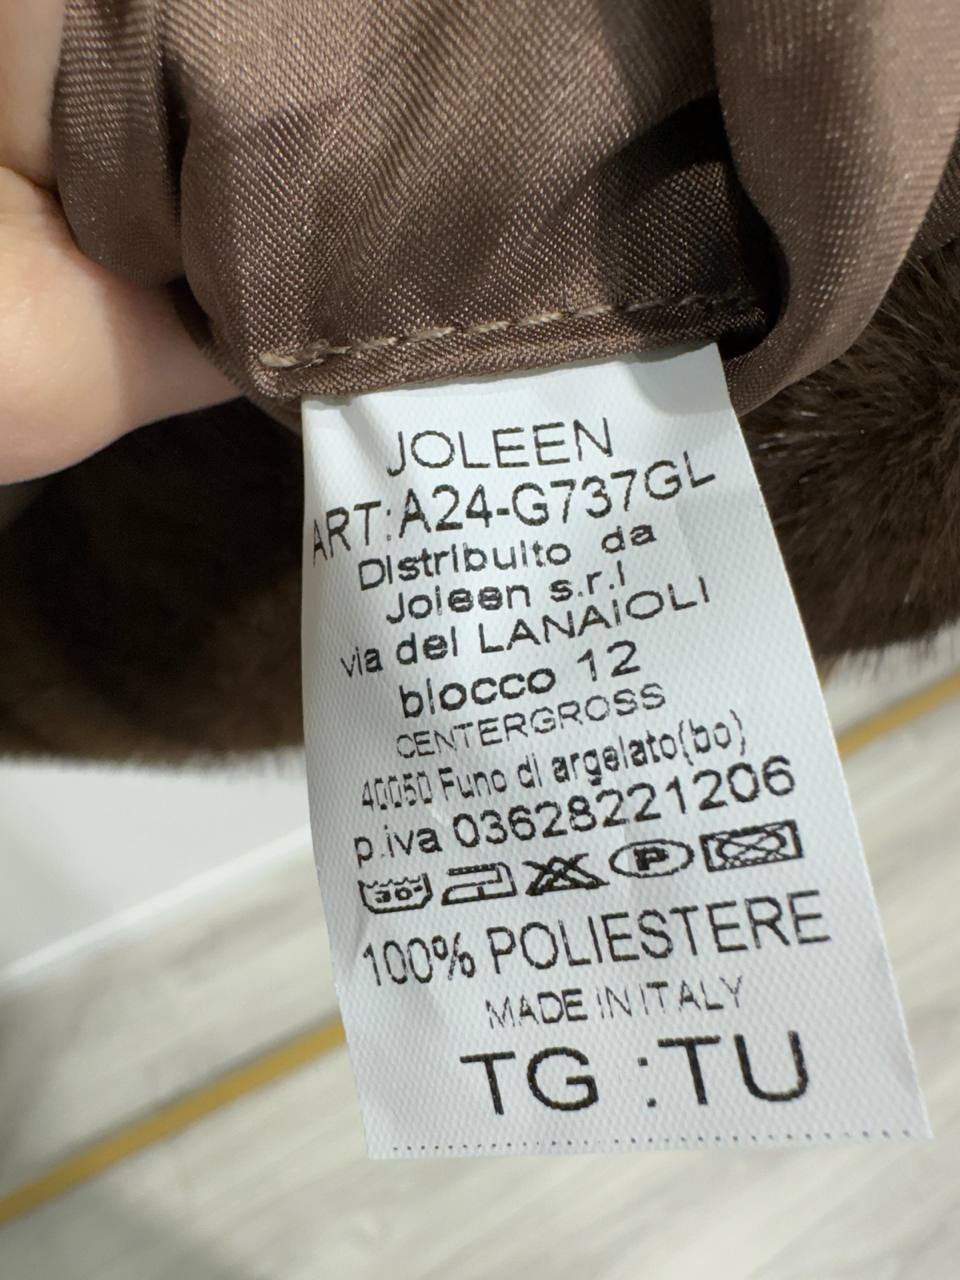 JOLEEN
ART:A24-G737GL
Distribuito da
Joleen s.r.l
via del LANAIOLI
blocco 12
CENTERGROSS
40050 Funo di argelato(bo)
p.iva 03628221206
30 P
100% POLIESTERE
MADE IN ITALY
TG :TU